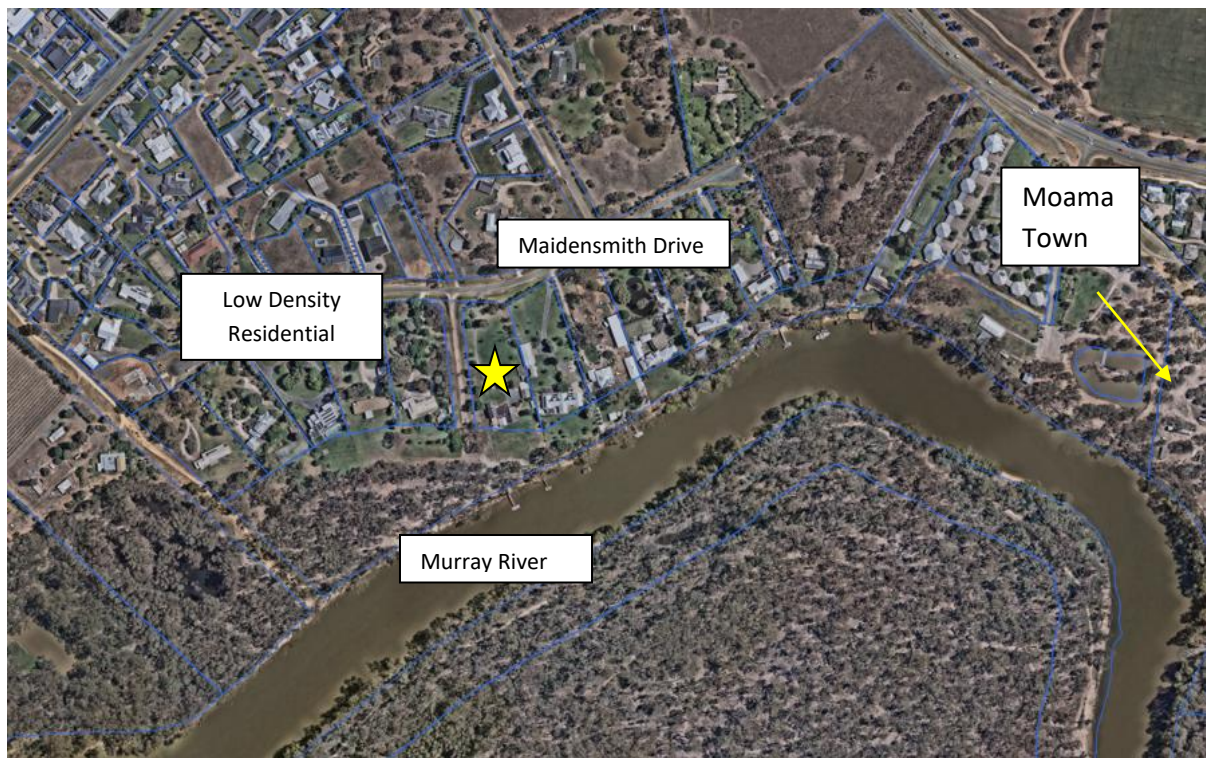 Moama
Town
Maidensmith Drive
Low Density
Residential
Murray River